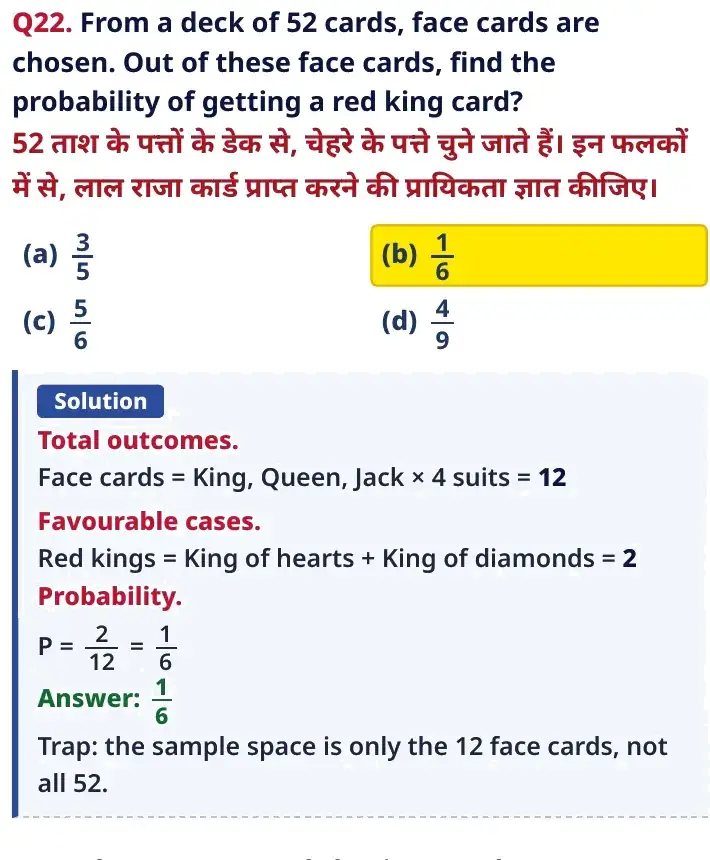 Q22. From a deck of 52 cards, face cards are
chosen. Out of these face cards, find the
probability of getting a red king card?
52 ताश के पत्तों के डेक से, चेहरे के पत्ते चुने जाते हैं। इन फलकों
में से, लाल राजा कार्ड प्राप्त करने की प्रायिकता ज्ञात कीजिए।
(a) 3/5 (b) 1/6
(c) 5/6 (d) 4/9
Solution
Total outcomes.
Face cards = King, Queen, Jack × 4 suits = 12
Favourable cases.
Red kings = King of hearts + King of diamonds = 2
Probability.
P = 2/12 = 1/6
Answer: 1/6
Trap: the sample space is only the 12 face cards, not
all 52.